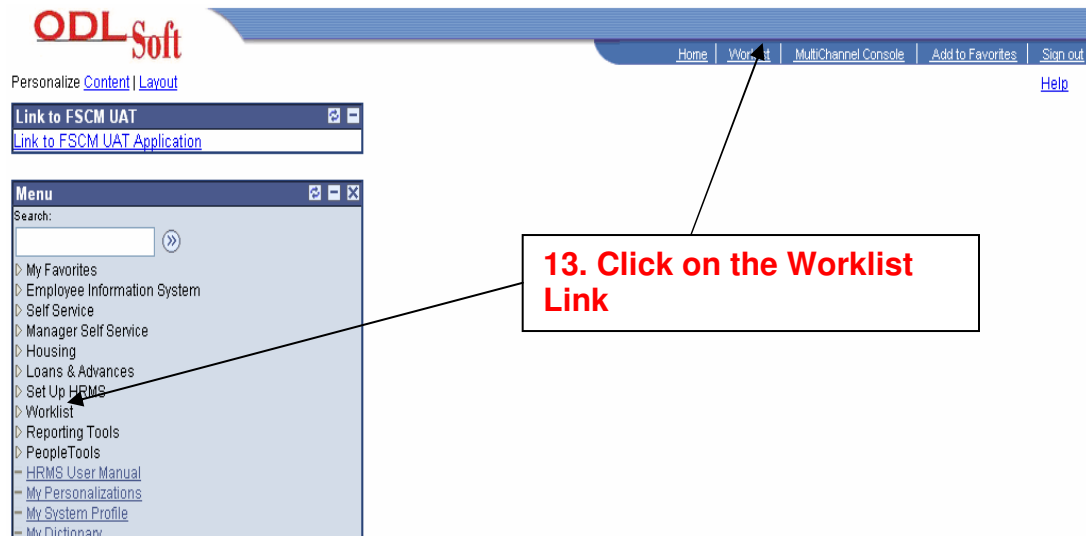 ODL Soft
Home | Worklist | MultiChannel Console | Add to Favorites | Sign out
Personalize Content | Layout
Help
Link to FSCM UAT
Link to FSCM UAT Application
Menu
Search:
My Favorites
Employee Information System
Self Service
Manager Self Service
Housing
Loans & Advances
Set Up HRMS
Worklist
Reporting Tools
PeopleTools
HRMS User Manual
My Personalizations
My System Profile
My Dictionary
13. Click on the Worklist
Link